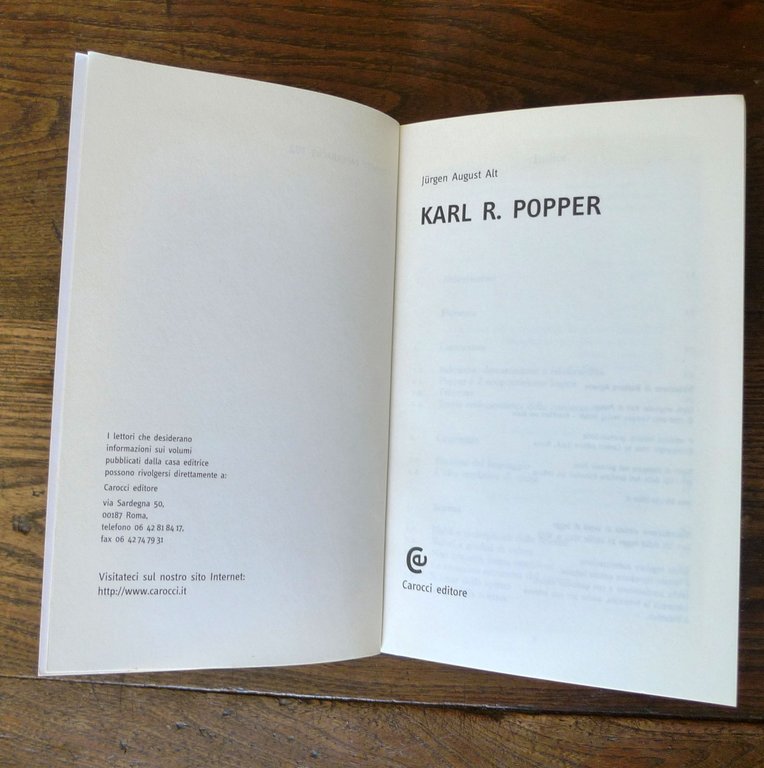 I lettori che desiderano
informazioni sui volumi
pubblicati dalla casa editrice
possono rivolgersi direttamente a:
Carocci editore
via Sardegna 50,
00187 Roma,
telefono 06 42 81 84 17,
fax 06 42 74 79 31
Visitateci sul nostro sito Internet:
http://www.carocci.it
Jürgen August Alt
KARL R. POPPER
Carocci editore